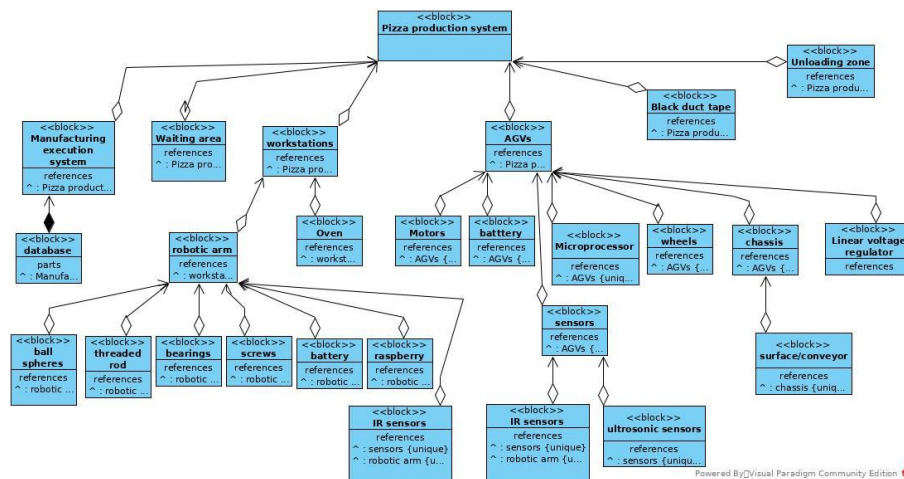 <<block>>
Pizza production system
<<block>>
Unloading zone
references
^ : Pizza produ...
<<block>>
Black duct tape
references
^ : Pizza produ...
<<block>>
Manufacturing
execution
system
references
^ : Pizza product...
<<block>>
Waiting area
references
^ : Pizza pro...
<<block>>
workstations
references
^ : Pizza pro...
<<block>>
AGVs
references
^ : Pizza p...
<<block>>
database
parts
: Manufa...
<<block>>
robotic arm
references
^ : worksta...
<<block>>
Oven
references
^ : workst...
<<block>>
Motors
references
^ : AGVs {...
<<block>>
batttery
references
^ : AGVs {...
<<block>>
Microprocessor
references
^ : AGVs {uniq...
<<block>>
wheels
references
^ : AGVs {...
<<block>>
chassis
references
^ : AGVs {...
<<block>>
Linear voltage
regulator
references
<<block>>
ball
spheres
references
^ : robotic ...
<<block>>
threaded
rod
references
^ : robotic ...
<<block>>
bearings
references
^ : robotic ...
<<block>>
screws
references
^ : robotic ...
<<block>>
battery
references
^ : robotic ...
<<block>>
raspberry
references
^ : robotic ...
<<block>>
sensors
references
^ : AGVs {...
<<block>>
surface/conveyor
references
^ : chassis {uniq...
<<block>>
IR sensors
references
^ : sensors {unique}
^ : robotic arm {u...
<<block>>
IR sensors
references
^ : sensors {unique}
^ : robotic arm {u...
<<block>>
ultrosonic sensors
references
^ : sensors {uniqu...
Powered By Visual Paradigm Community Edition